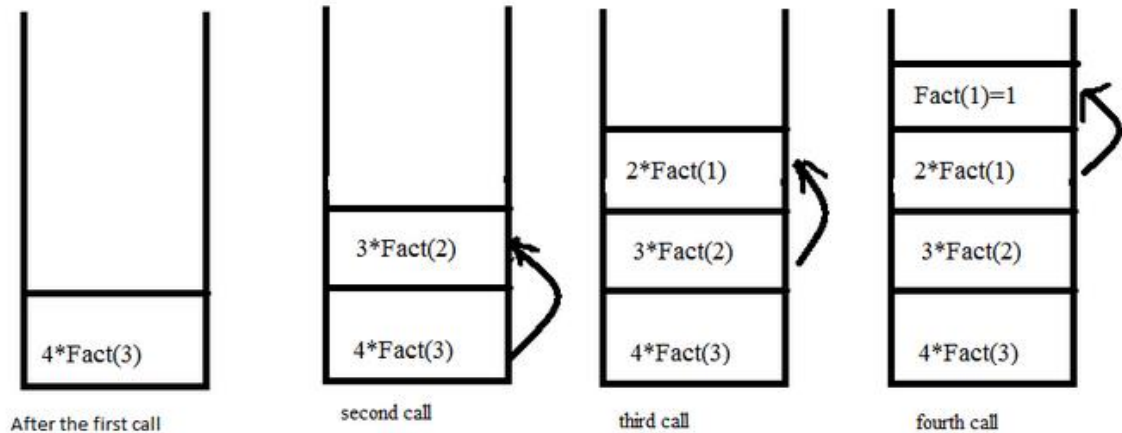 4*Fact(3)
After the first call
3*Fact(2)
4*Fact(3)
second call
2*Fact(1)
3*Fact(2)
4*Fact(3)
third call
Fact(1)=1
2*Fact(1)
3*Fact(2)
4*Fact(3)
fourth call